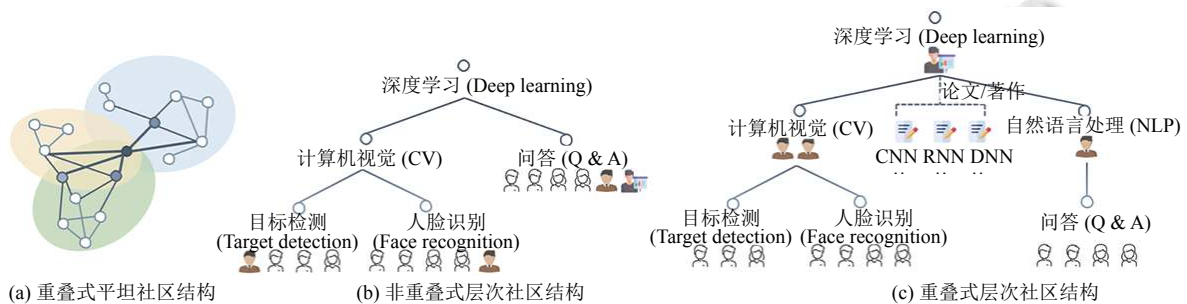 深度学习 (Deep learning)
计算机视觉 (CV)
问答 (Q & A)
目标检测
(Target detection)
人脸识别
(Face recognition)
深度学习 (Deep learning)
论文/著作
计算机视觉 (CV)
自然语言处理 (NLP)
CNN RNN DNN
目标检测
(Target detection)
人脸识别
(Face recognition)
问答 (Q & A)
(a) 重叠式平坦社区结构
(b) 非重叠式层次社区结构
(c) 重叠式层次社区结构